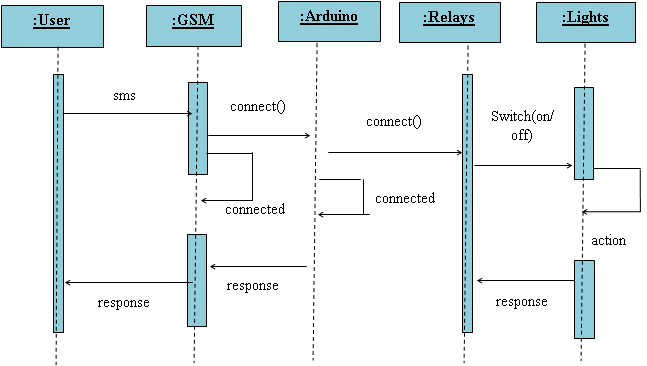 :User
:GSM
:Arduino
:Relays
:Lights
sms
connect()
connect()
Switch(on/
off)
connected
connected
action
response
response
response